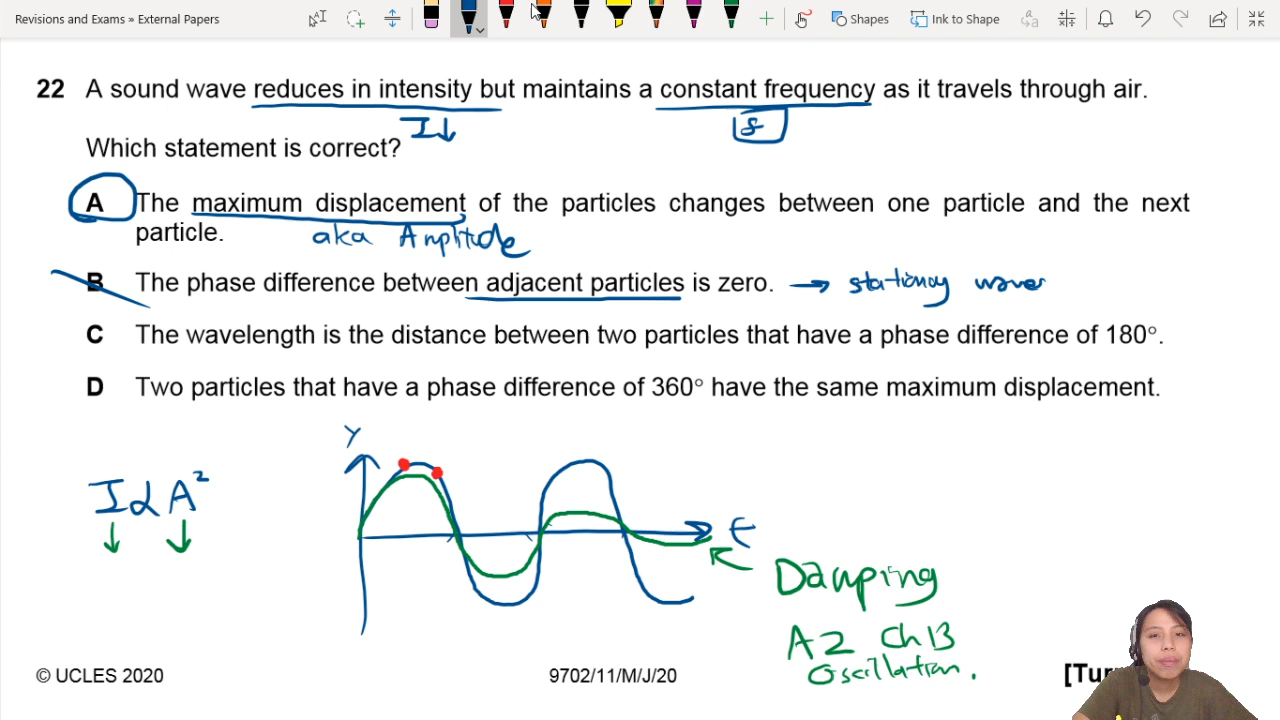 Revisions and Exams » External Papers
Shapes
Ink to Shape
22 A sound wave reduces in intensity but maintains a constant frequency as it travels through air.
I↓
f
Which statement is correct?
A The maximum displacement of the particles changes between one particle and the next
particle.
aka Amplitude
B The phase difference between adjacent particles is zero. → stationary waves
C The wavelength is the distance between two particles that have a phase difference of 180°.
D Two particles that have a phase difference of 360° have the same maximum displacement.
Y
I α A²
↓ ↓
t
Damping
A2 Ch 13
Oscillation.
© UCLES 2020
9702/11/M/J/20